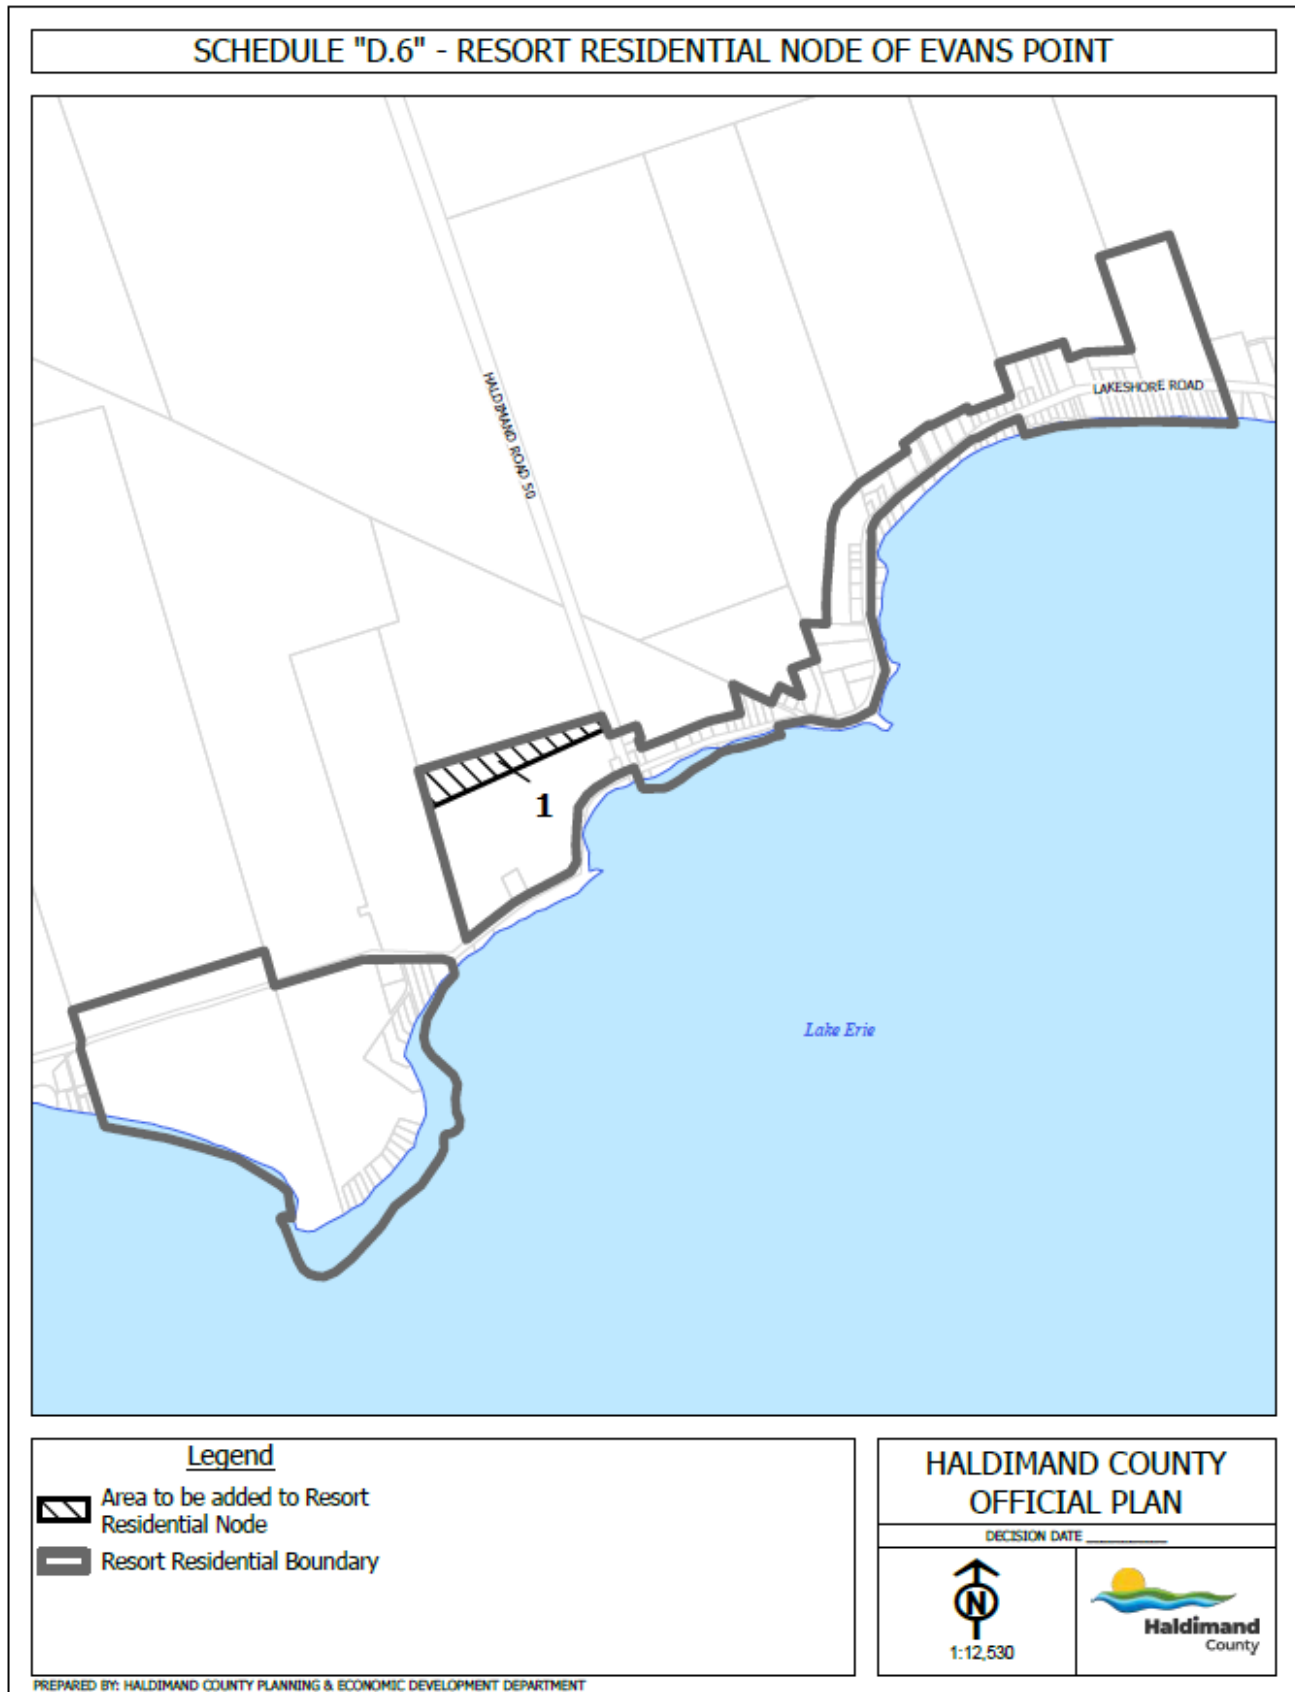 SCHEDULE "D.6" - RESORT RESIDENTIAL NODE OF EVANS POINT
HALDIMAND ROAD 50
LAKESHORE ROAD
1
Lake Erie
Legend
Area to be added to Resort
Residential Node
Resort Residential Boundary
HALDIMAND COUNTY
OFFICIAL PLAN
DECISION DATE __________
N
1:12,530
Haldimand
County
PREPARED BY: HALDIMAND COUNTY PLANNING & ECONOMIC DEVELOPMENT DEPARTMENT